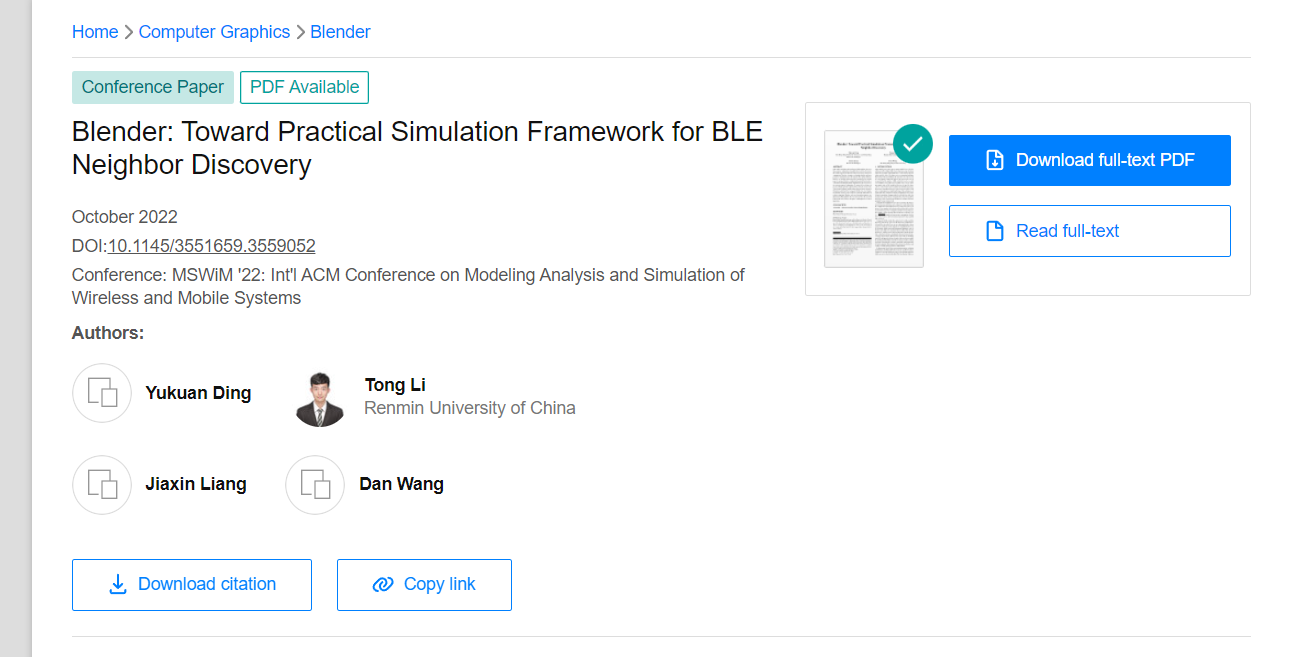 Home > Computer Graphics > Blender
Conference Paper
PDF Available
Blender: Toward Practical Simulation Framework for BLE
Neighbor Discovery
October 2022
DOI:10.1145/3551659.3559052
Conference: MSWiM '22: Int'l ACM Conference on Modeling Analysis and Simulation of
Wireless and Mobile Systems
Authors:
Yukuan Ding
Tong Li
Renmin University of China
Jiaxin Liang
Dan Wang
Download citation
Copy link
Download full-text PDF
Read full-text